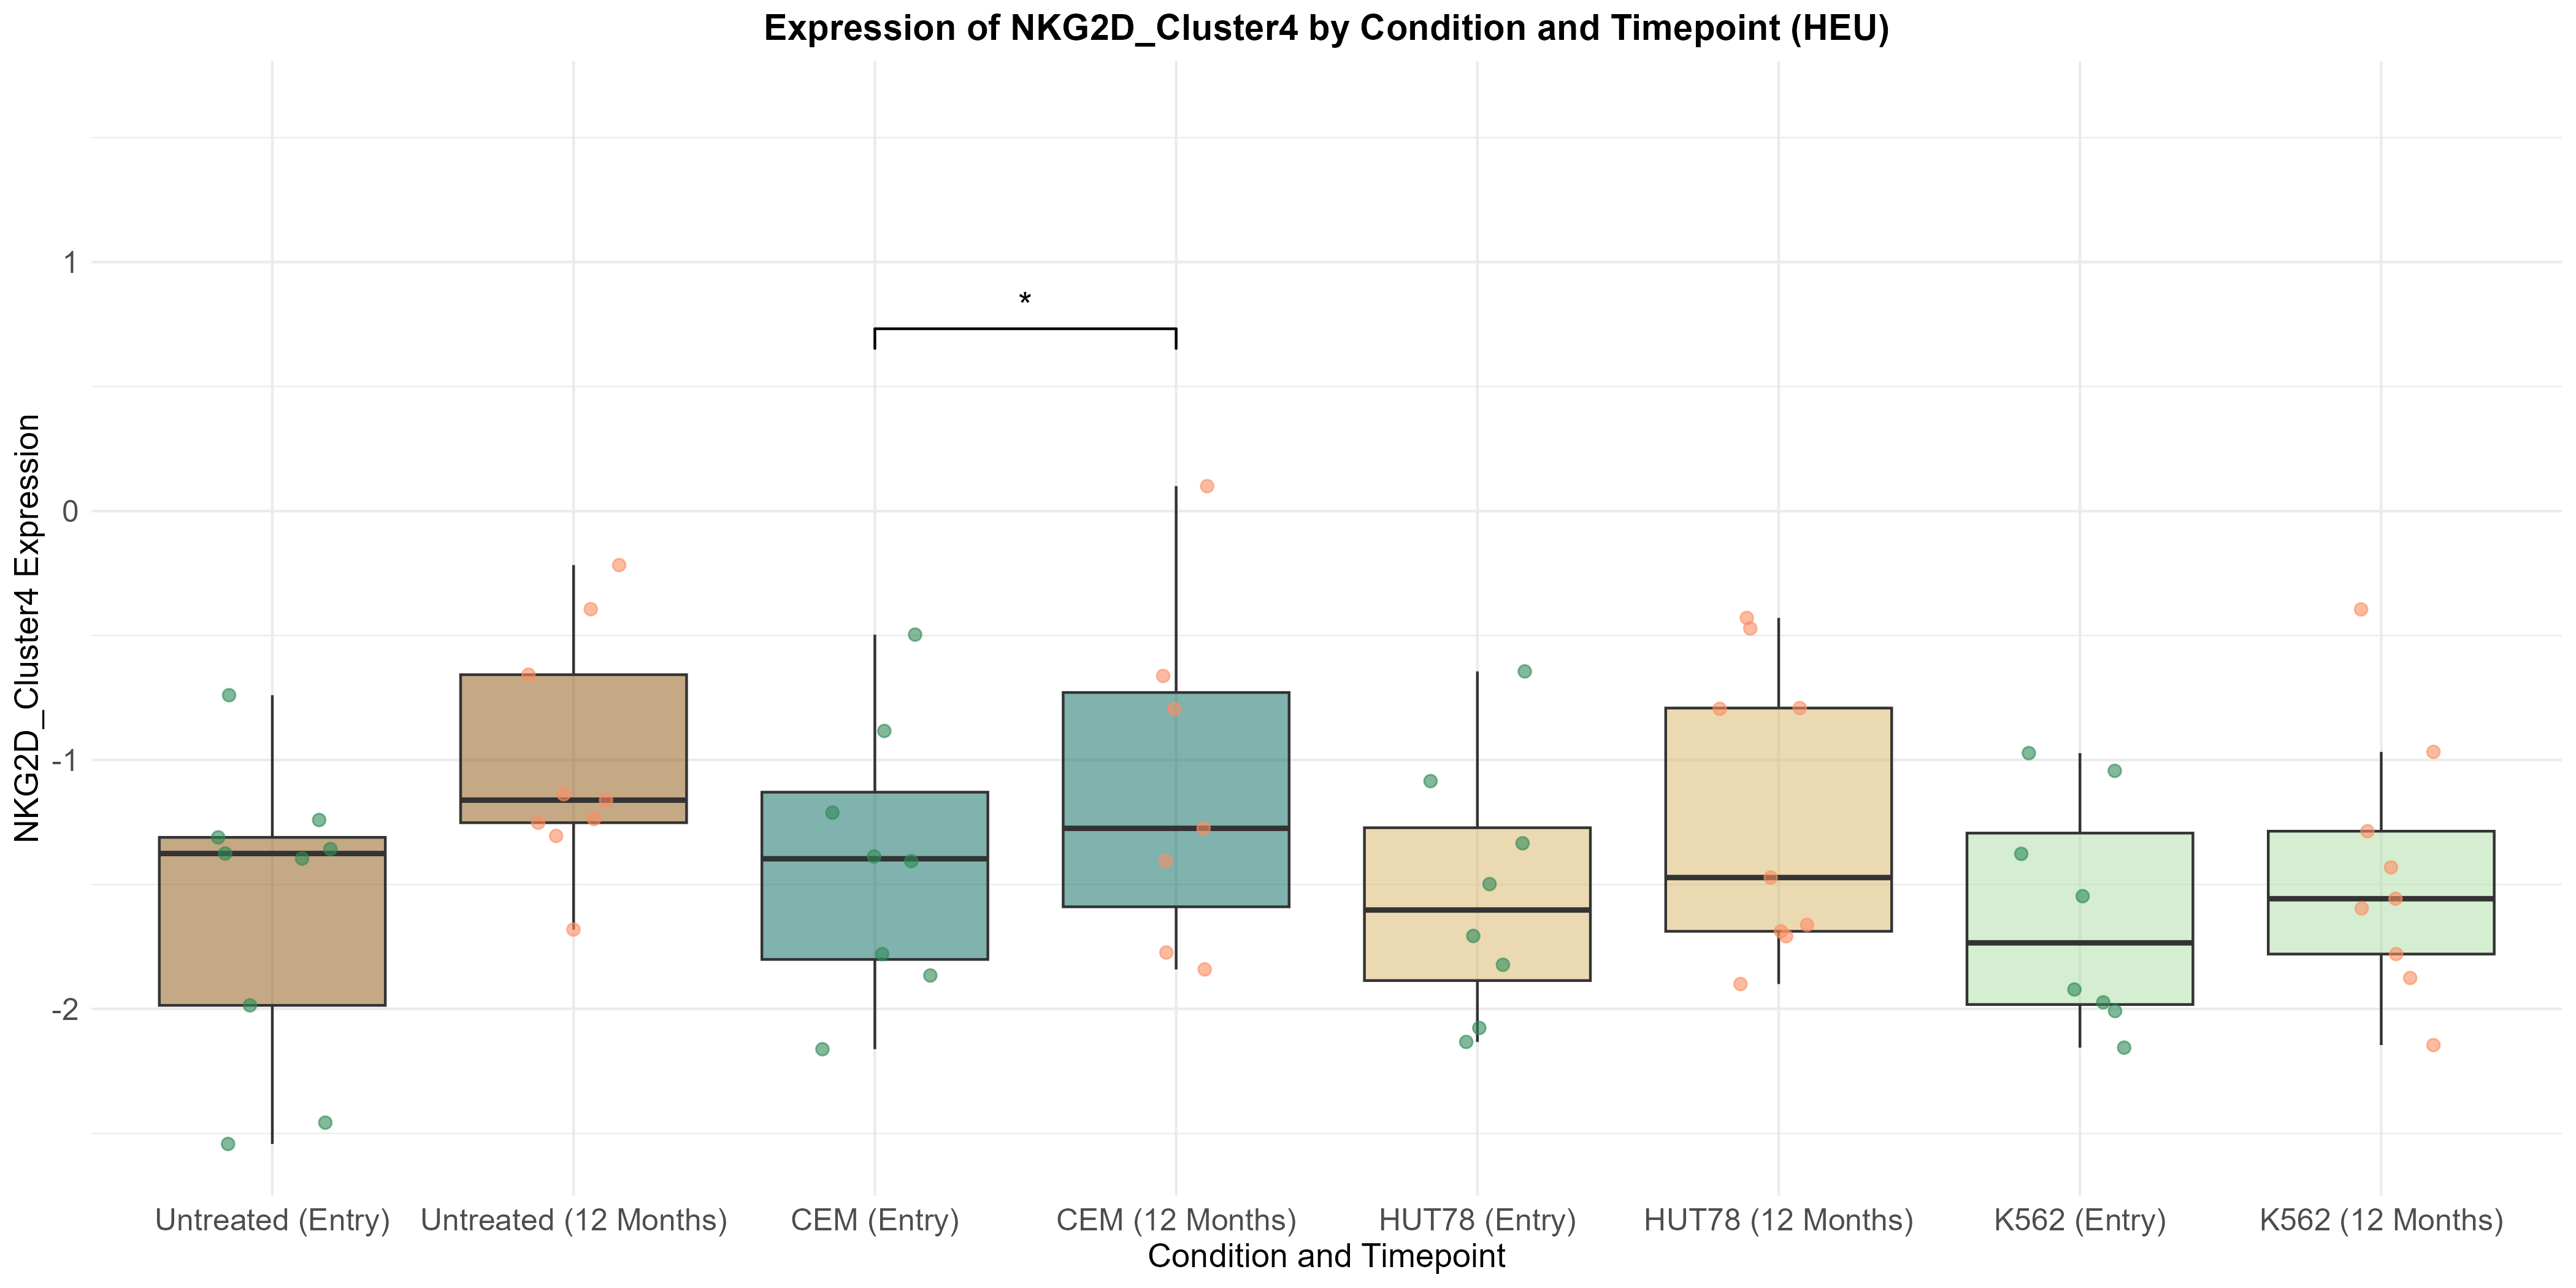 Expression of NKG2D_Cluster4 by Condition and Timepoint (HEU)
NKG2D_Cluster4 Expression
1
0
-1
-2
*
Untreated (Entry)
Untreated (12 Months)
CEM (Entry)
CEM (12 Months)
HUT78 (Entry)
HUT78 (12 Months)
K562 (Entry)
K562 (12 Months)
Condition and Timepoint